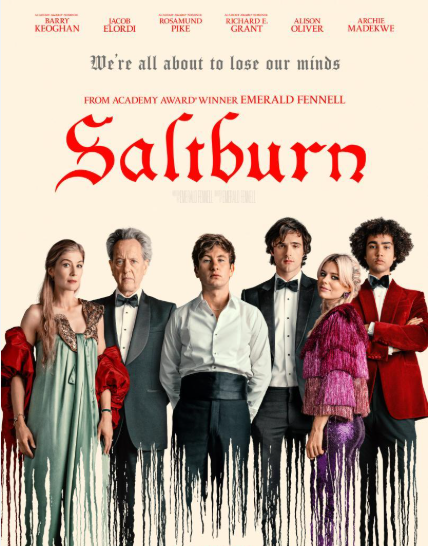 BARRY KEOGHAN
JACOB ELORDI
ROSAMUND PIKE
RICHARD E. GRANT
ALISON OLIVER
ARCHIE MADEKWE
We're all about to lose our minds
FROM ACADEMY AWARD® WINNER EMERALD FENNELL
Saltburn